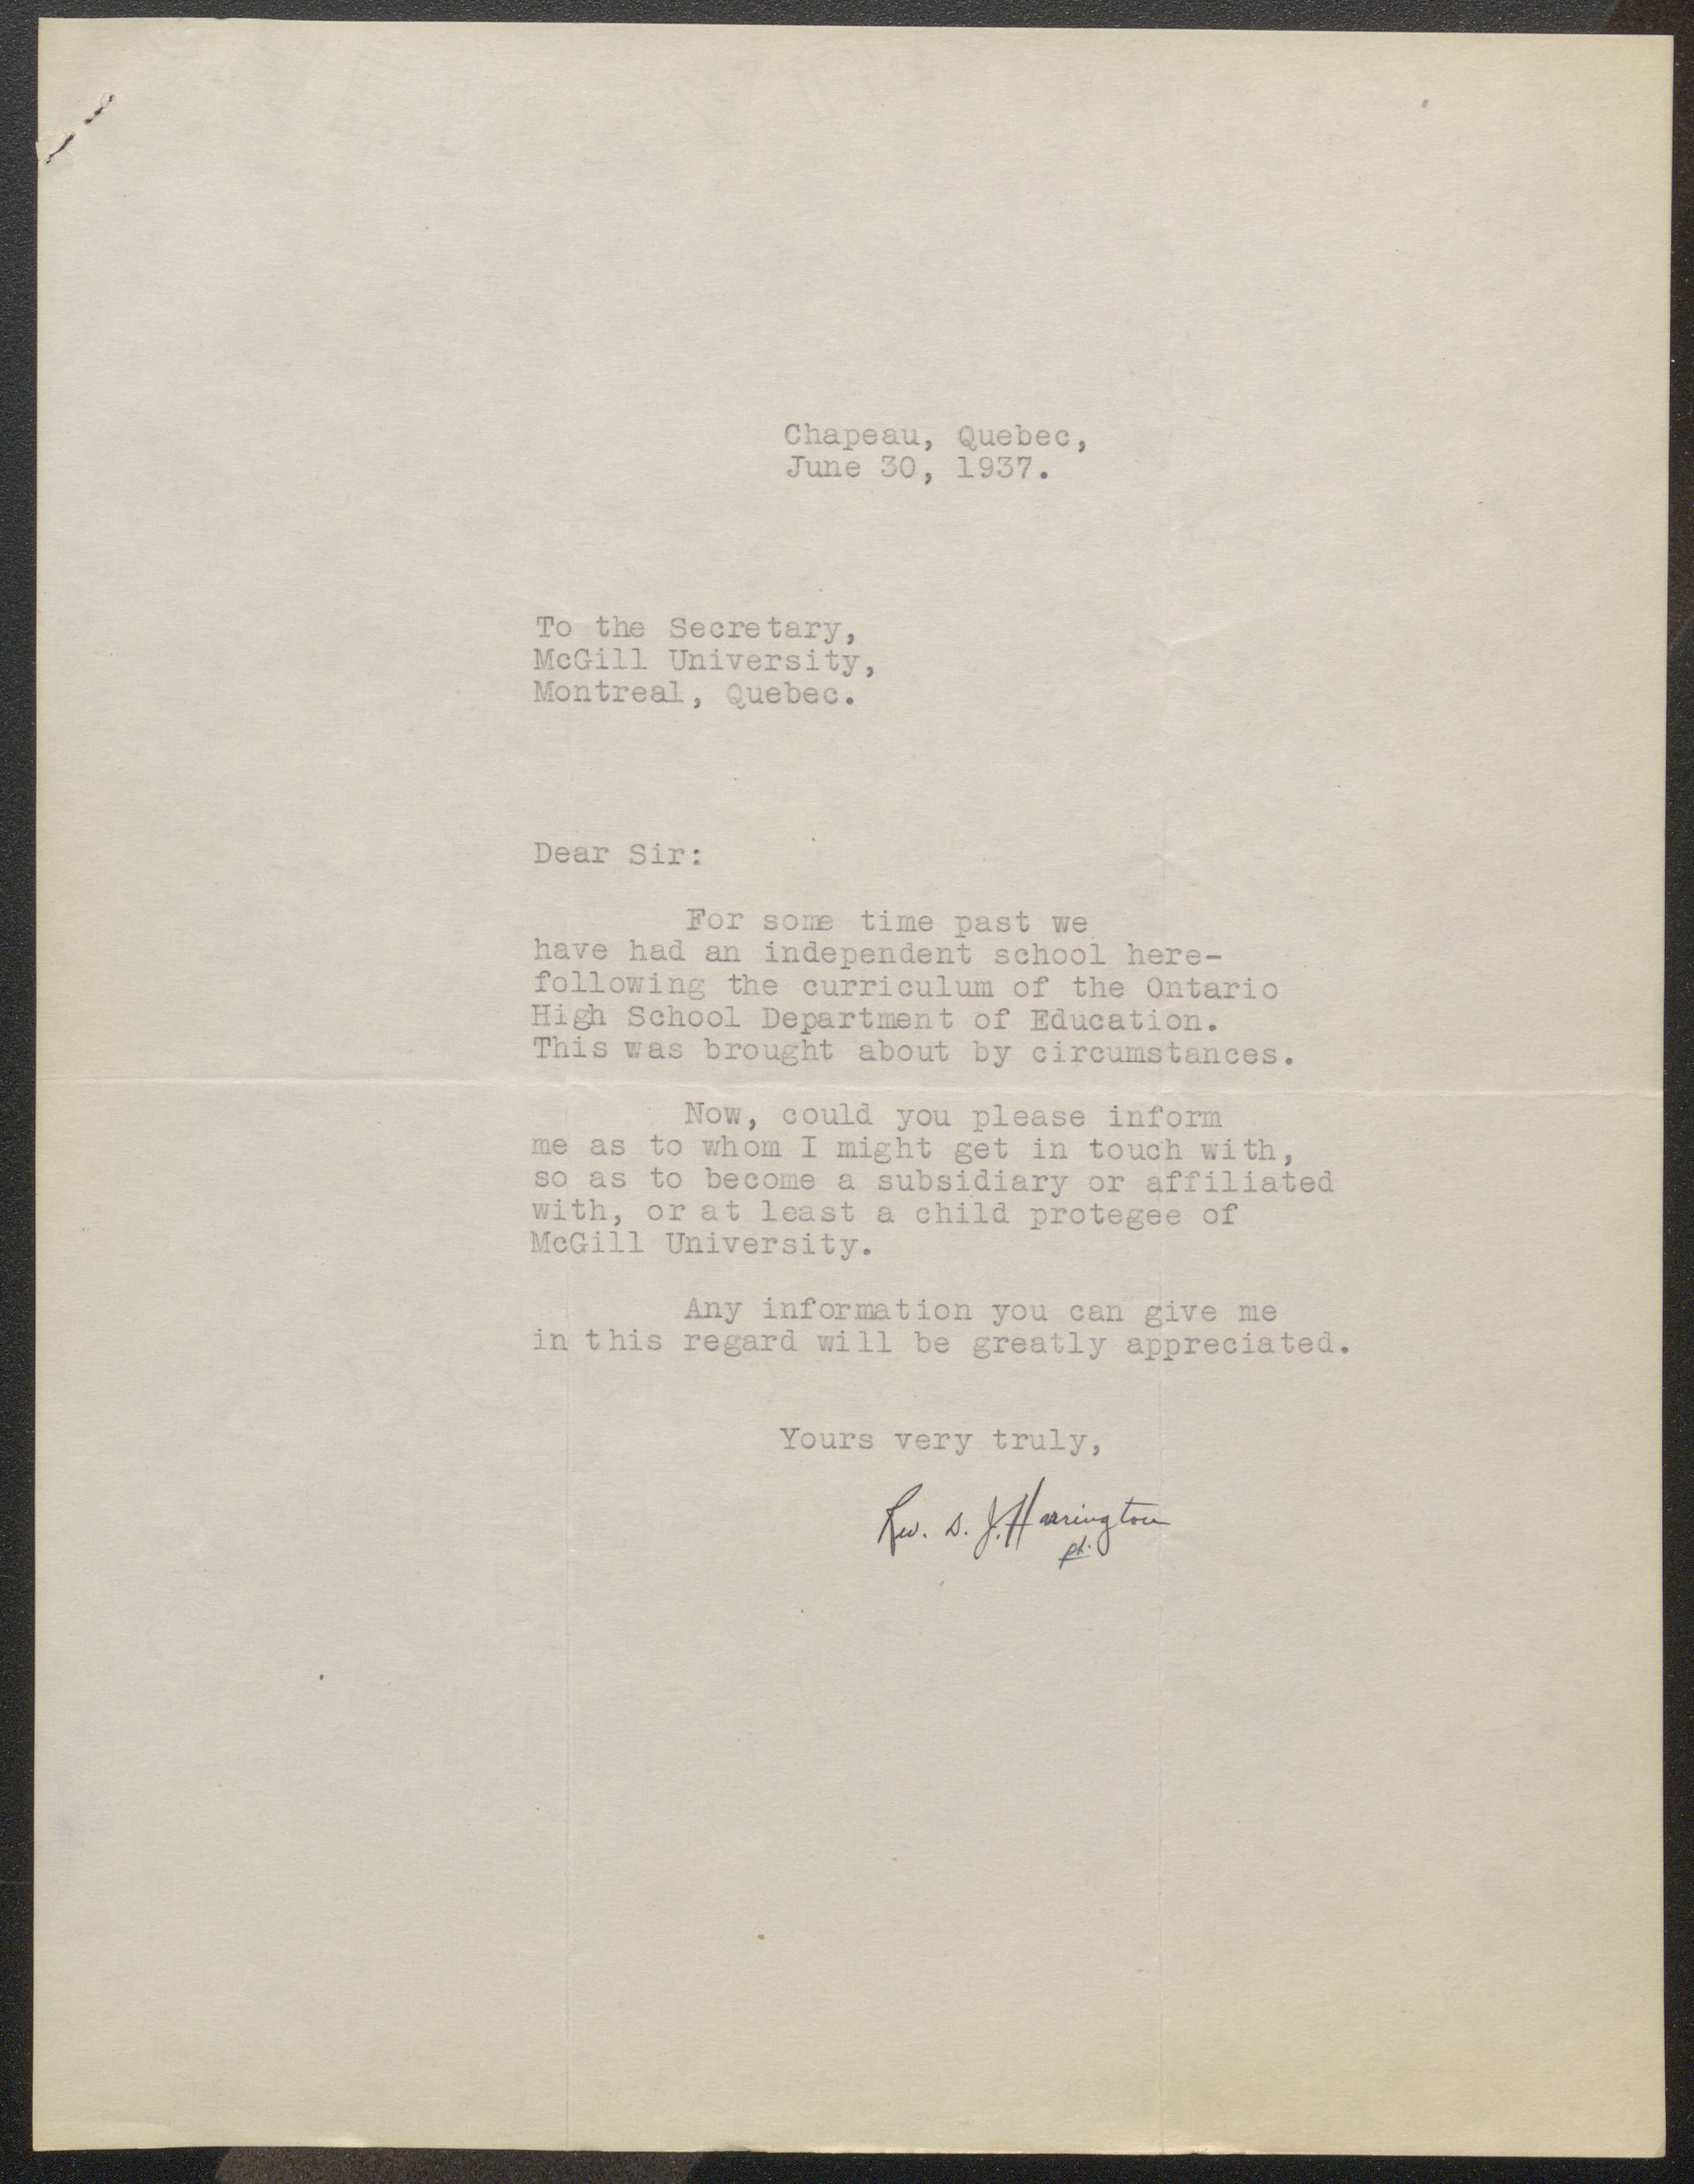 Chapeau, Quebec,
June 30, 1937.
To the Secretary,
McGill University,
Montreal, Quebec.
Dear Sir:
For some time past we
have had an independent school here-
following the curriculum of the Ontario
High School Department of Education.
This was brought about by circumstances.
Now, could you please inform
me as to whom I might get in touch with,
so as to become a subsidiary or affiliated
with, or at least a child protegee of
McGill University.
Any information you can give me
in this regard will be greatly appreciated.
Yours very truly,
Rev. S. J. Harrington